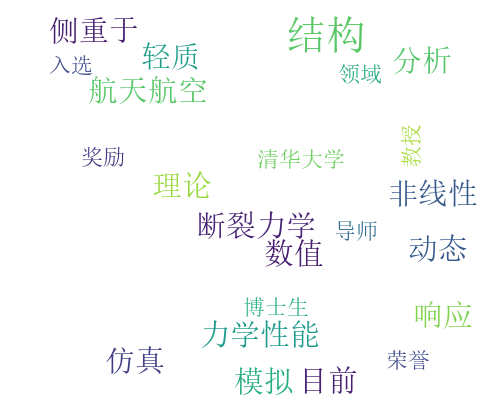 侧重于
结构
轻质
入选
领域
分析
航天航空
奖励
清华大学
教授
理论
非线性
断裂力学
导师
数值
动态
博士生
响应
力学性能
仿真
荣誉
模拟
目前